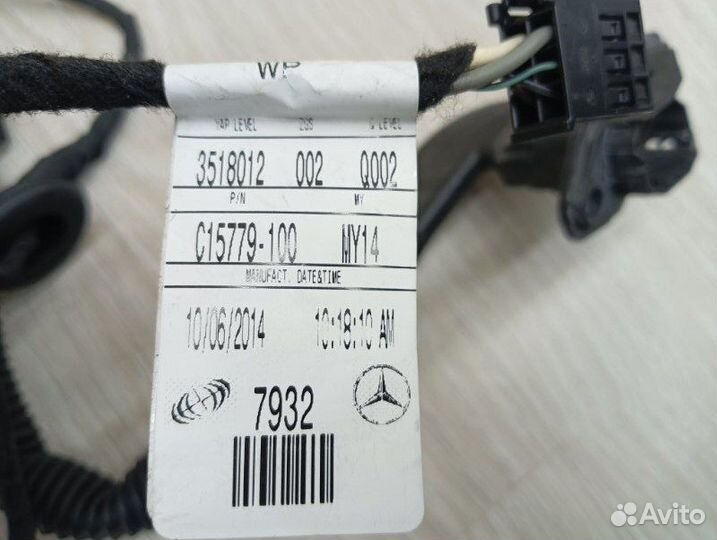 WP
YAP LEVEL ZGS Q LEVEL
3518012 002 Q002
P/N MY
C15779-100 MY14
MANUFACT. DATE&TIME
10/06/2014 10:18:10 AM
7932
Avito